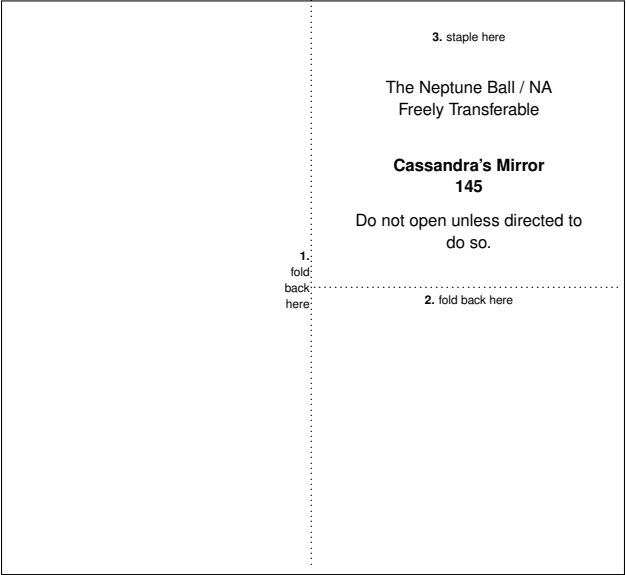 3. staple here
The Neptune Ball / NA
Freely Transferable
Cassandra's Mirror
145
Do not open unless directed to
do so.
1.
fold
back
here
2. fold back here